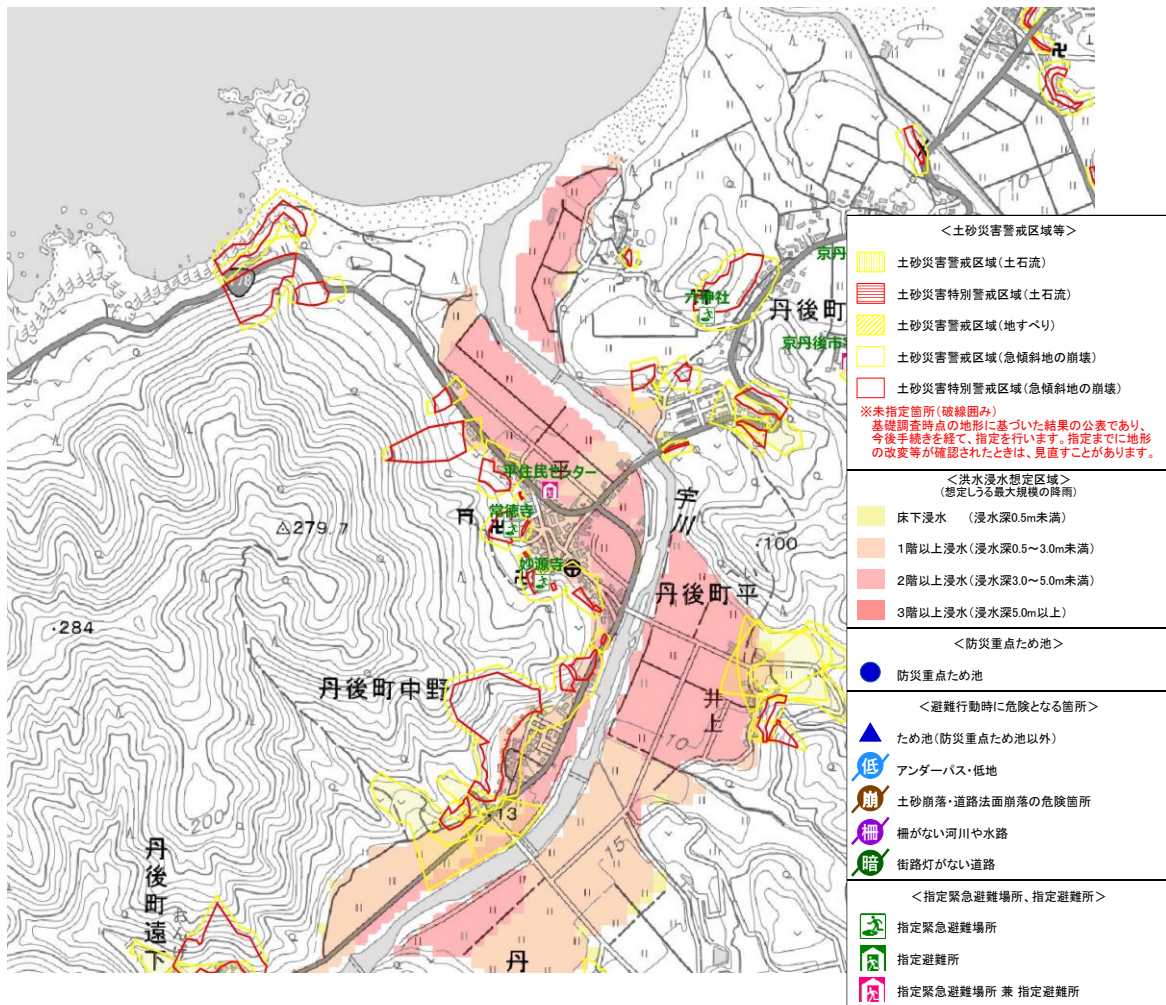 10
78
京丹
六神社
丹後町
京丹後市
平
平住民センター
常徳寺
279.7
妙源寺
宇川
100
丹後町平
284
丹後町中野
井上
10
13
200
15
丹後町遠下
丹
10
＜土砂災害警戒区域等＞
土砂災害警戒区域(土石流)
土砂災害特別警戒区域(土石流)
土砂災害警戒区域(地すべり)
土砂災害警戒区域(急傾斜地の崩壊)
土砂災害特別警戒区域(急傾斜地の崩壊)
※未指定箇所(破線囲み)
基礎調査時点の地形に基づいた結果の公表であり、
今後手続きを経て、指定を行います。指定までに地形
の改変等が確認されたときは、見直すことがあります。
＜洪水浸水想定区域＞
(想定しうる最大規模の降雨)
床下浸水　(浸水深0.5m未満)
1階以上浸水(浸水深0.5～3.0m未満)
2階以上浸水(浸水深3.0～5.0m未満)
3階以上浸水(浸水深5.0m以上)
＜防災重点ため池＞
防災重点ため池
＜避難行動時に危険となる箇所＞
ため池(防災重点ため池以外)
低 アンダーパス・低地
崩 土砂崩落・道路法面崩落の危険箇所
柵 柵がない河川や水路
暗 街路灯がない道路
＜指定緊急避難場所、指定避難所＞
指定緊急避難場所
指定避難所
指定緊急避難場所 兼 指定避難所